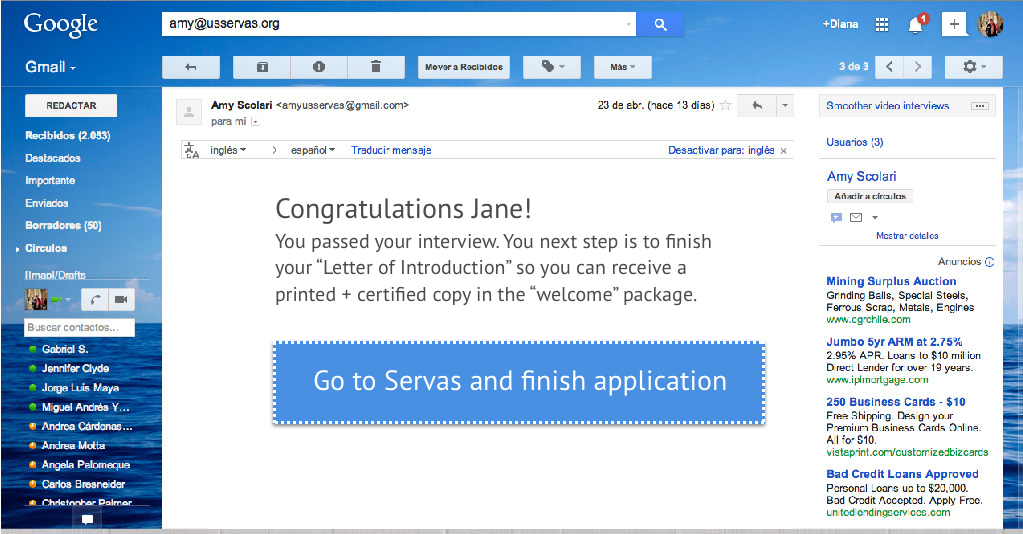 Google
amy@usservas.org
+Diana
1
Gmail
Mover a Recibidos
Más
3 de 3
REDACTAR
Recibidos (2.053)
Destacados
Importante
Enviados
Borradores (50)
Círculos
[Imap]/Drafts
Buscar contactos...
Gabriel S.
Jennifer Clyde
Jorge Luis Maya
Miguel Andrés Y...
Andrea Cárdenas...
Andrea Motta
Angela Palomeque
Carlos Bresneider
Christopher Palmer
Amy Scolari <amyusservas@gmail.com>
23 de abr. (hace 13 días)
para mí
inglés
español
Traducir mensaje
Desactivar para: inglés
Congratulations Jane!
You passed your interview. You next step is to finish
your “Letter of Introduction” so you can receive a
printed + certified copy in the “welcome” package.
Go to Servas and finish application
Smoother video interviews
Usuarios (3)
Amy Scolari
Añadir a círculos
Mostrar detalles
Anuncios
Mining Surplus Auction
Grinding Balls, Special Steels,
Ferrous Scrap, Metals, Engines
www.cgrchile.com
Jumbo 5yr ARM at 2.75%
2.95% APR. Loans to $10 million
Direct Lender for over 19 years.
www.iplmortgage.com
250 Business Cards - $10
Free Shipping. Design your
Premium Business Cards Online.
All for $10.
vistaprint.com/customizedbizcards
Bad Credit Loans Approved
Personal Loans up to $20,000.
Bad Credit Accepted. Apply Free.
unitedlendingservices.com